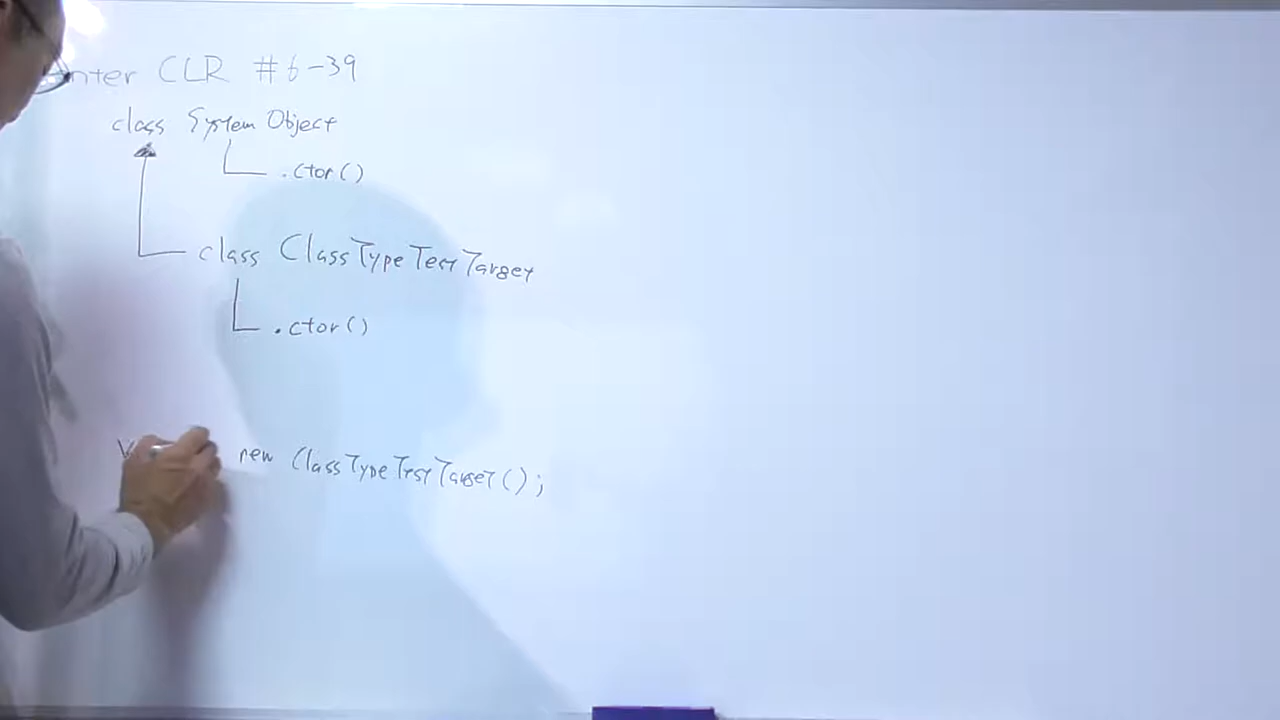 nter CLR #6-39
class System Object
.ctor()
class ClassTypeTestTarget
.ctor()
new ClassTypeTestTarget();